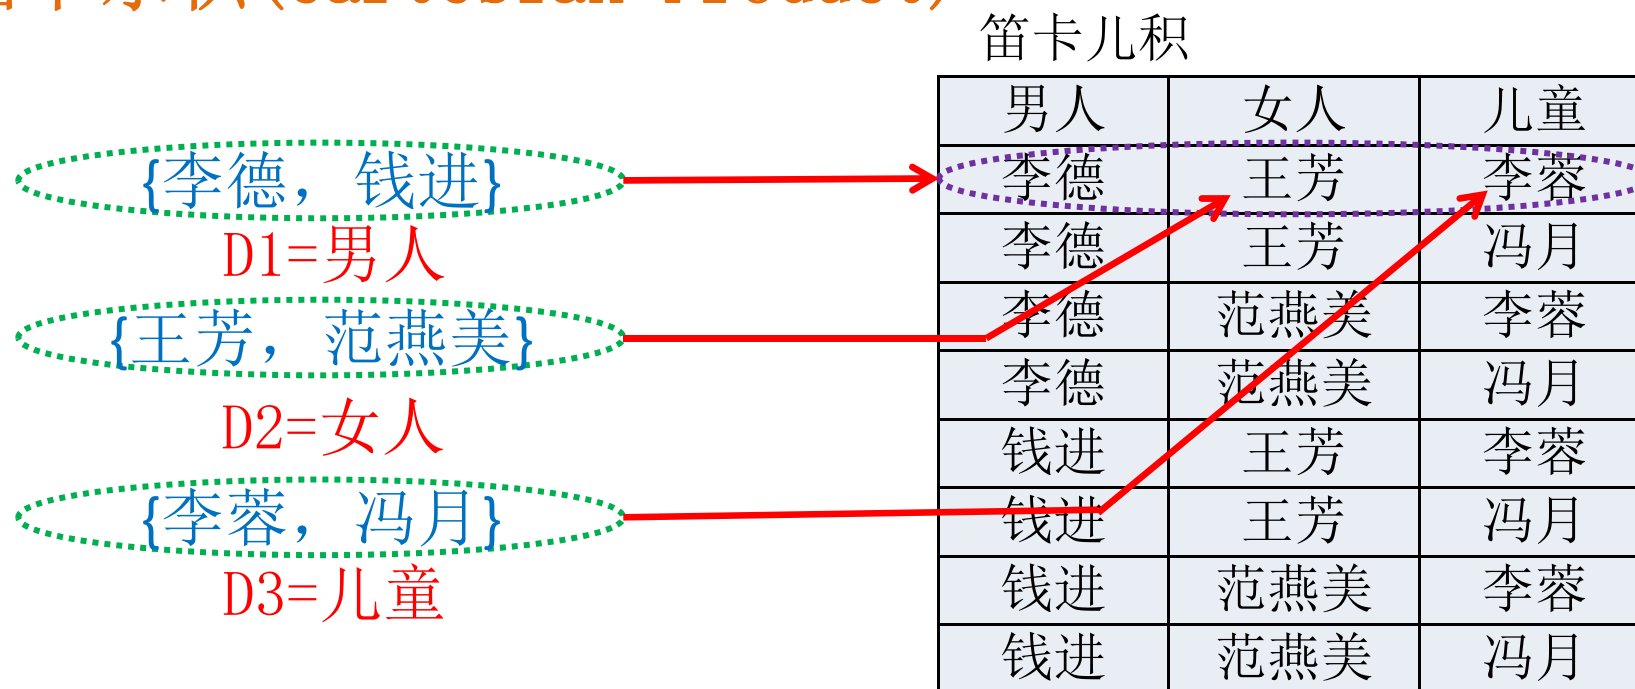 (Cartesian Product)
笛卡儿积
{李德，钱进}
D1=男人
{王芳，范燕美}
D2=女人
{李蓉，冯月}
D3=儿童
男人 女人 儿童
李德 王芳 李蓉
李德 王芳 冯月
李德 范燕美 李蓉
李德 范燕美 冯月
钱进 王芳 李蓉
钱进 王芳 冯月
钱进 范燕美 李蓉
钱进 范燕美 冯月